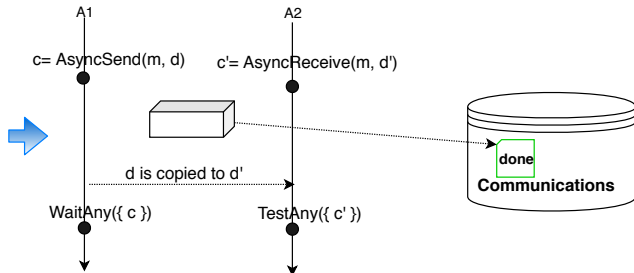 A1
A2
c= AsyncSend(m, d)
c'= AsyncReceive(m, d')
done
d is copied to d'
Communications
WaitAny({ c })
TestAny({ c' })